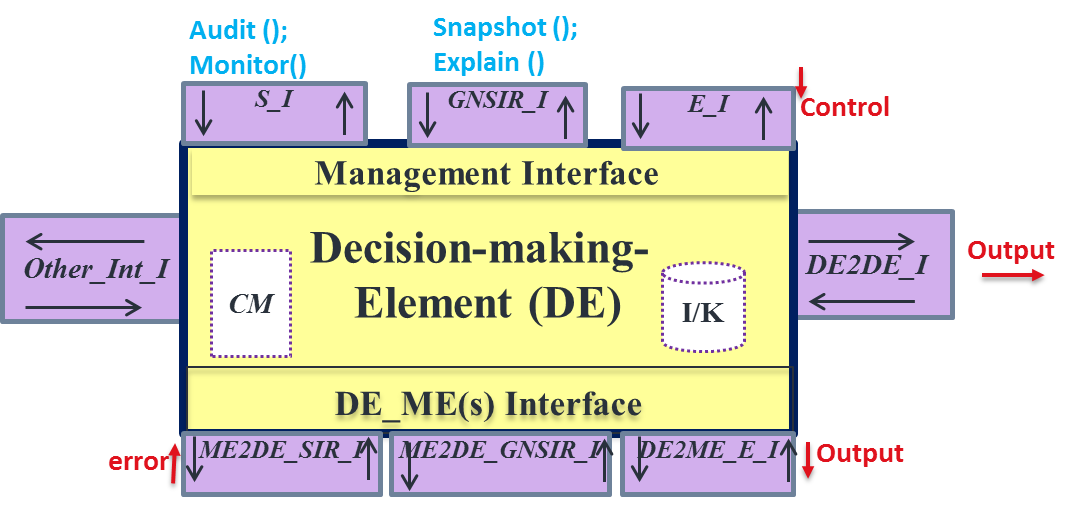 Audit ();
Monitor()
Snapshot ();
Explain ()
S_I
GNSIR_I
E_I
Control
Management Interface
Other_Int_I
Decision-making-
Element (DE)
CM
I/K
DE2DE_I
Output
DE_ME(s) Interface
error
ME2DE_SIR_I
ME2DE_GNSIR_I
DE2ME_E_I
Output